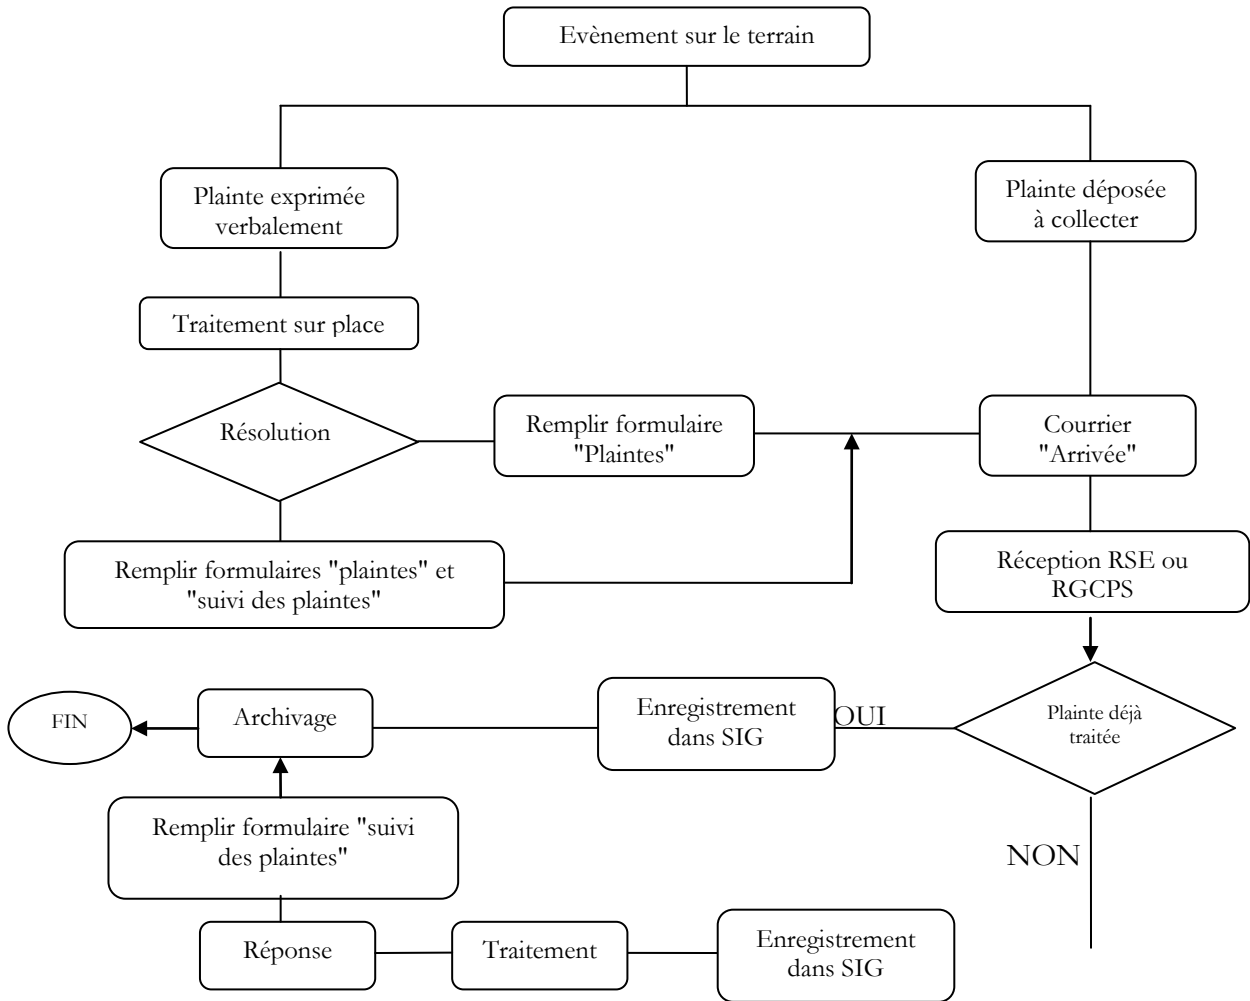 Evènement sur le terrain
Plainte exprimée
verbalement
Plainte déposée
à collecter
Traitement sur place
Résolution
Remplir formulaire
"Plaintes"
Courrier
"Arrivée"
Remplir formulaires "plaintes" et
"suivi des plaintes"
Réception RSE ou
RGCPS
FIN
Archivage
Enregistrement
dans SIG
OUI
Plainte déjà
traitée
Remplir formulaire "suivi
des plaintes"
NON
Réponse
Traitement
Enregistrement
dans SIG